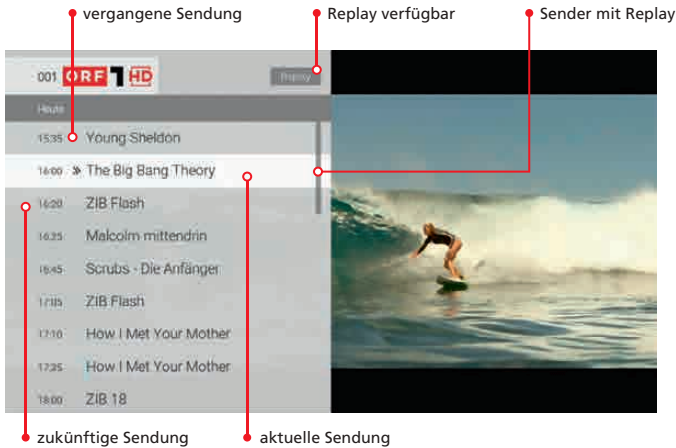 vergangene Sendung
Replay verfügbar
Sender mit Replay
001 ORF 1 HD
Replay
Heute
15:35 Young Sheldon
16:00 » The Big Bang Theory
16:20 ZIB Flash
16:25 Malcolm mittendrin
16:45 Scrubs - Die Anfänger
17:05 ZIB Flash
17:10 How I Met Your Mother
17:35 How I Met Your Mother
18:00 ZIB 18
zukünftige Sendung
aktuelle Sendung